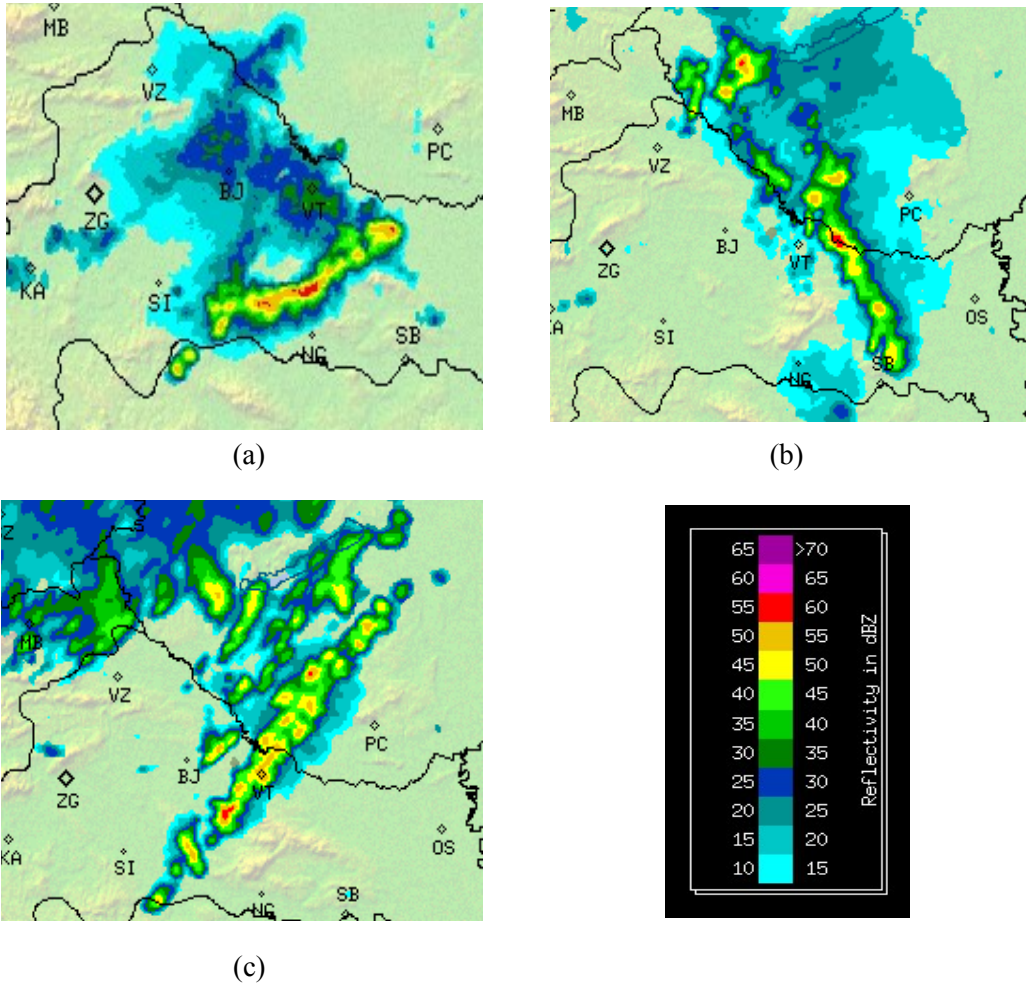 MB
VZ
PC
BJ
VT
ZG
KA
SI
SB
NG
(a)
MB
VZ
PC
BJ
VT
ZG
KA
OS
SI
NG
SB
(b)
MB
VZ
PC
BJ
VT
ZG
OS
KA
SI
SB
NG
(c)
65 >70
60 65
55 60
50 55
45 50
40 45
35 40
30 35
25 30
20 25
15 20
10 15
Reflectivity in dBZ